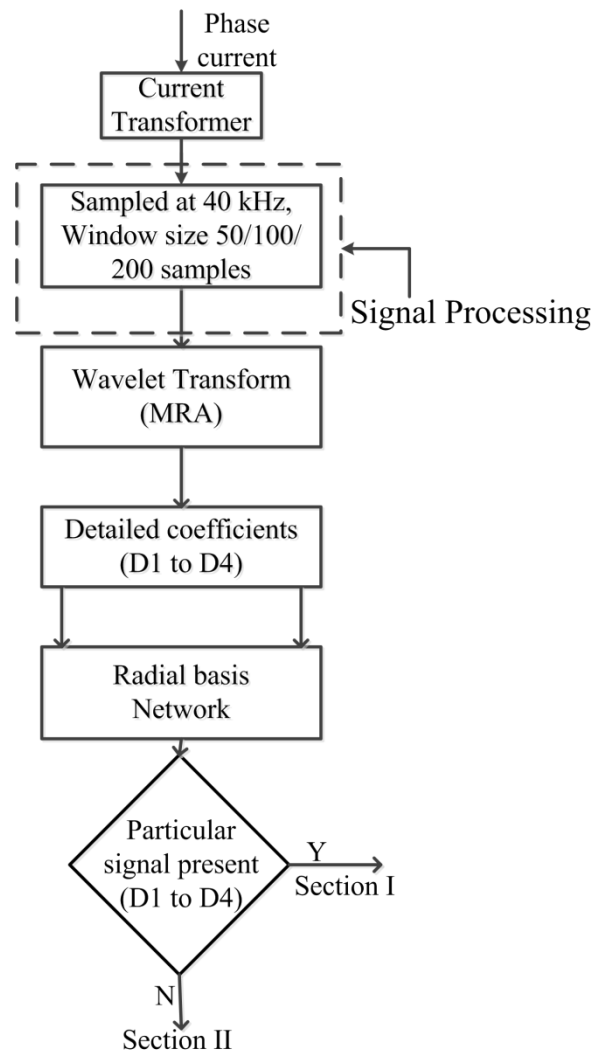 Phase
current
Current
Transformer
Sampled at 40 kHz,
Window size 50/100/
200 samples
Signal Processing
Wavelet Transform
(MRA)
Detailed coefficients
(D1 to D4)
Radial basis
Network
Particular
signal present
(D1 to D4)
Y
Section I
N
Section II